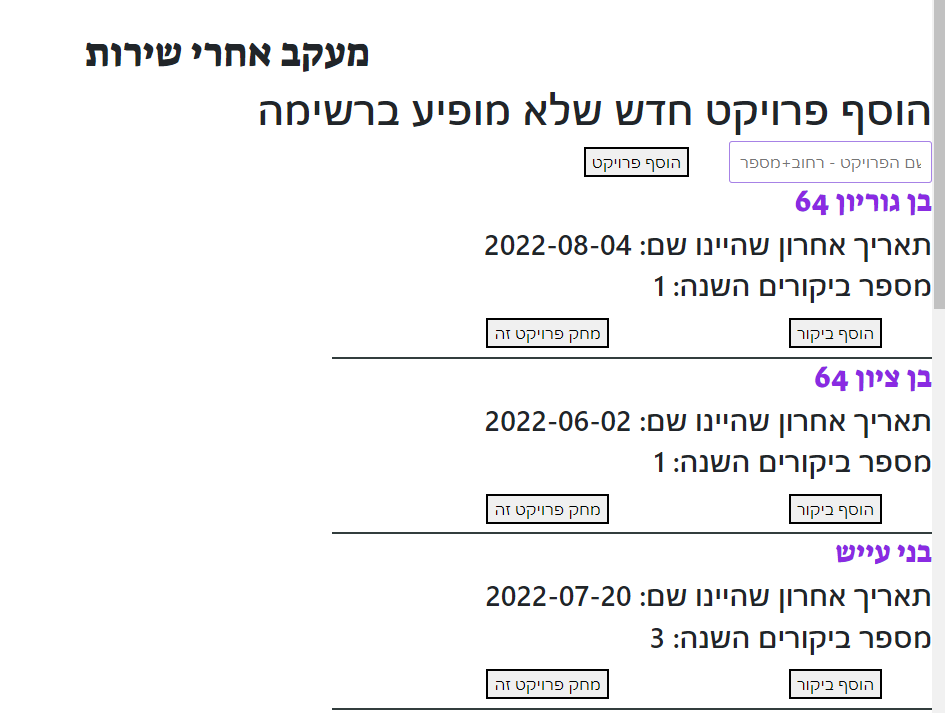 מעקב אחרי שירות
הוסף פרויקט חדש שלא מופיע ברשימה
שם הפרויקט - רחוב+מספר
הוסף פרויקט
בן גוריון 64
תאריך אחרון שהיינו שם: 2022-08-04
מספר ביקורים השנה: 1
הוסף ביקור
מחק פרויקט זה
בן ציון 64
תאריך אחרון שהיינו שם: 2022-06-02
מספר ביקורים השנה: 1
הוסף ביקור
מחק פרויקט זה
בני עייש
תאריך אחרון שהיינו שם: 2022-07-20
מספר ביקורים השנה: 3
הוסף ביקור
מחק פרויקט זה